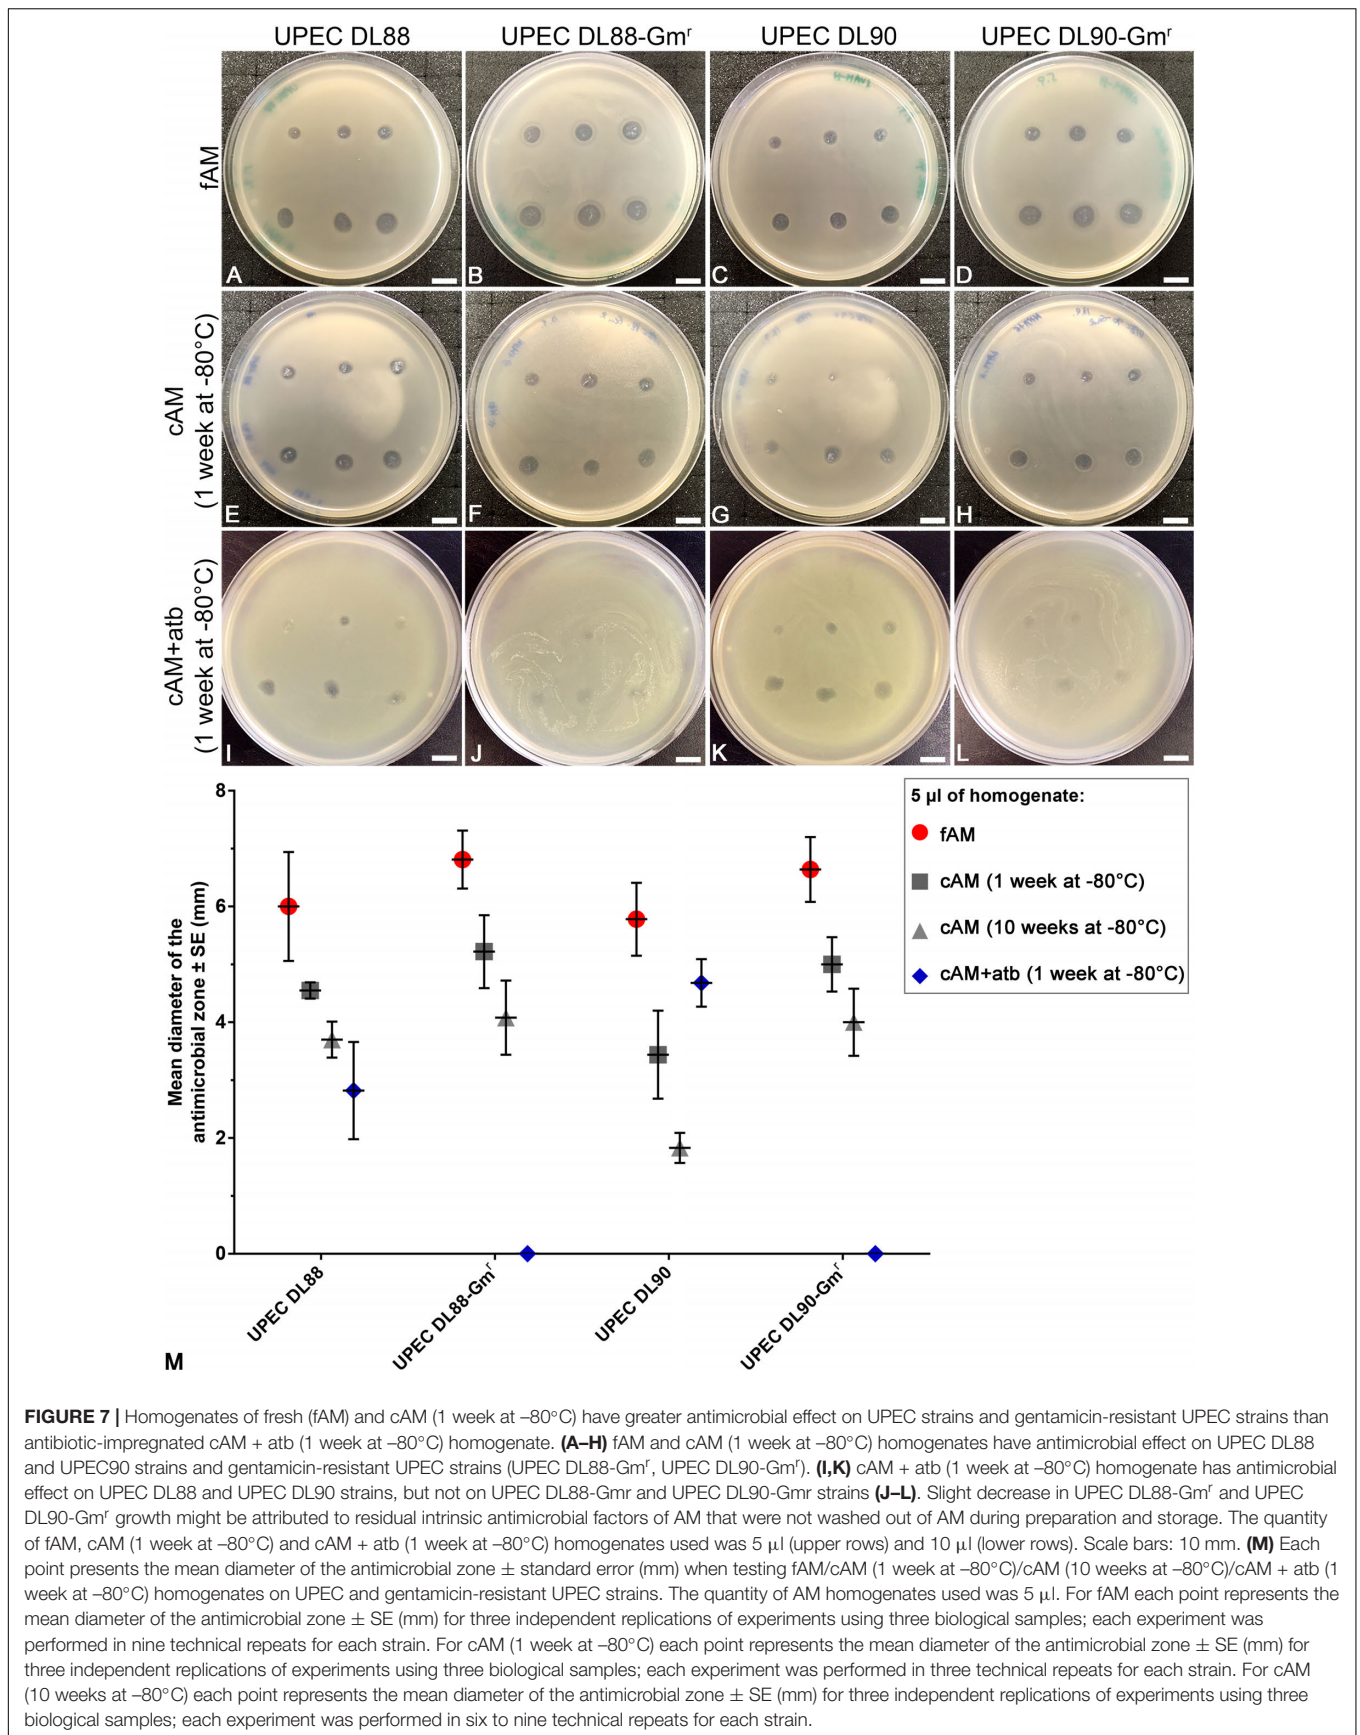 UPEC DL88 UPEC DL88-Gmʳ UPEC DL90 UPEC DL90-Gmʳ
fAM
A B C D
cAM
(1 week at -80°C)
E F G H
cAM+atb
(1 week at -80°C)
I J K L
5 µl of homogenate:
fAM
cAM (1 week at -80°C)
cAM (10 weeks at -80°C)
cAM+atb (1 week at -80°C)
Mean diameter of the
antimicrobial zone ± SE (mm)
8
6
4
2
0
UPEC DL88
UPEC DL88-Gmʳ
UPEC DL90
UPEC DL90-Gmʳ
M
FIGURE 7 | Homogenates of fresh (fAM) and cAM (1 week at –80°C) have greater antimicrobial effect on UPEC strains and gentamicin-resistant UPEC strains than
antibiotic-impregnated cAM + atb (1 week at –80°C) homogenate. (A–H) fAM and cAM (1 week at –80°C) homogenates have antimicrobial effect on UPEC DL88
and UPEC90 strains and gentamicin-resistant UPEC strains (UPEC DL88-Gmʳ, UPEC DL90-Gmʳ). (I,K) cAM + atb (1 week at –80°C) homogenate has antimicrobial
effect on UPEC DL88 and UPEC DL90 strains, but not on UPEC DL88-Gmr and UPEC DL90-Gmr strains (J–L). Slight decrease in UPEC DL88-Gmʳ and UPEC
DL90-Gmʳ growth might be attributed to residual intrinsic antimicrobial factors of AM that were not washed out of AM during preparation and storage. The quantity
of fAM, cAM (1 week at –80°C) and cAM + atb (1 week at –80°C) homogenates used was 5 µl (upper rows) and 10 µl (lower rows). Scale bars: 10 mm. (M) Each
point presents the mean diameter of the antimicrobial zone ± standard error (mm) when testing fAM/cAM (1 week at –80°C)/cAM (10 weeks at –80°C)/cAM + atb (1
week at –80°C) homogenates on UPEC and gentamicin-resistant UPEC strains. The quantity of AM homogenates used was 5 µl. For fAM each point represents the
mean diameter of the antimicrobial zone ± SE (mm) for three independent replications of experiments using three biological samples; each experiment was
performed in nine technical repeats for each strain. For cAM (1 week at –80°C) each point represents the mean diameter of the antimicrobial zone ± SE (mm) for
three independent replications of experiments using three biological samples; each experiment was performed in three technical repeats for each strain. For cAM
(10 weeks at –80°C) each point represents the mean diameter of the antimicrobial zone ± SE (mm) for three independent replications of experiments using three
biological samples; each experiment was performed in six to nine technical repeats for each strain.